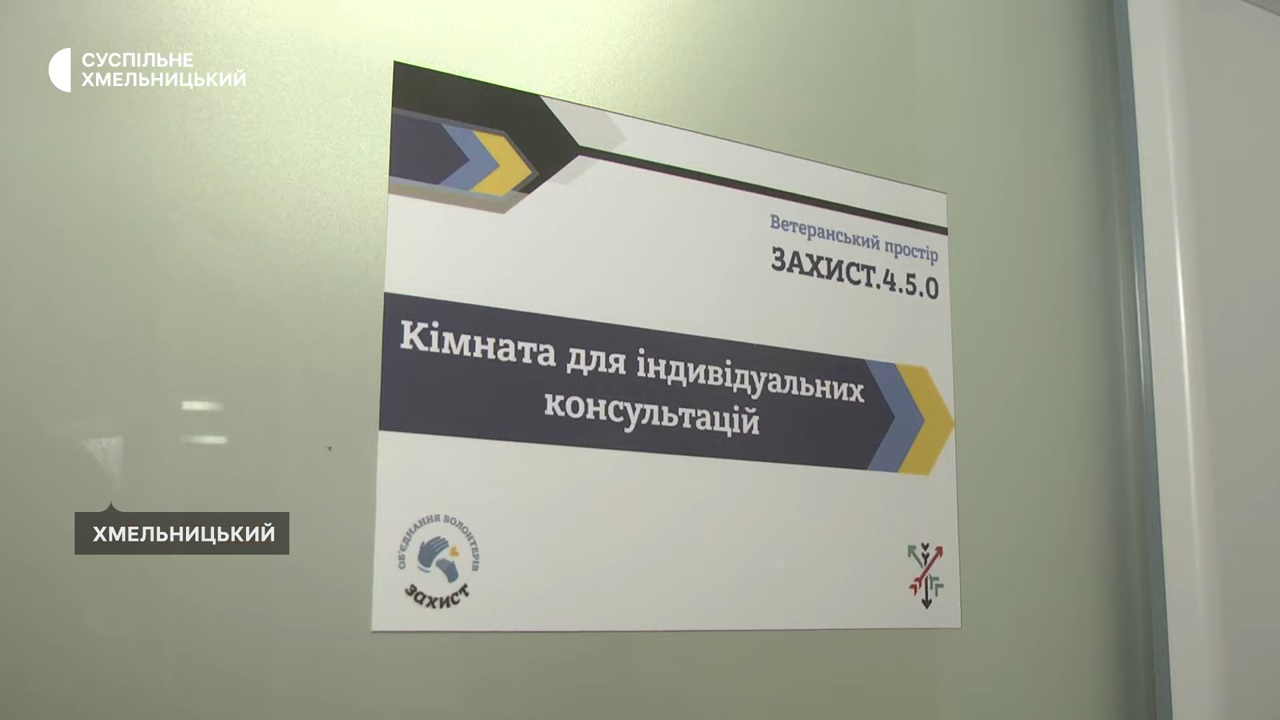 СУСПІЛЬНЕ
ХМЕЛЬНИЦЬКИЙ
Ветеранський простір
ЗАХИСТ.4.5.0
Кімната для індивідуальних
консультацій
ОБ'ЄДНАННЯ ВОЛОНТЕРІВ
захист
ХМЕЛЬНИЦЬКИЙ